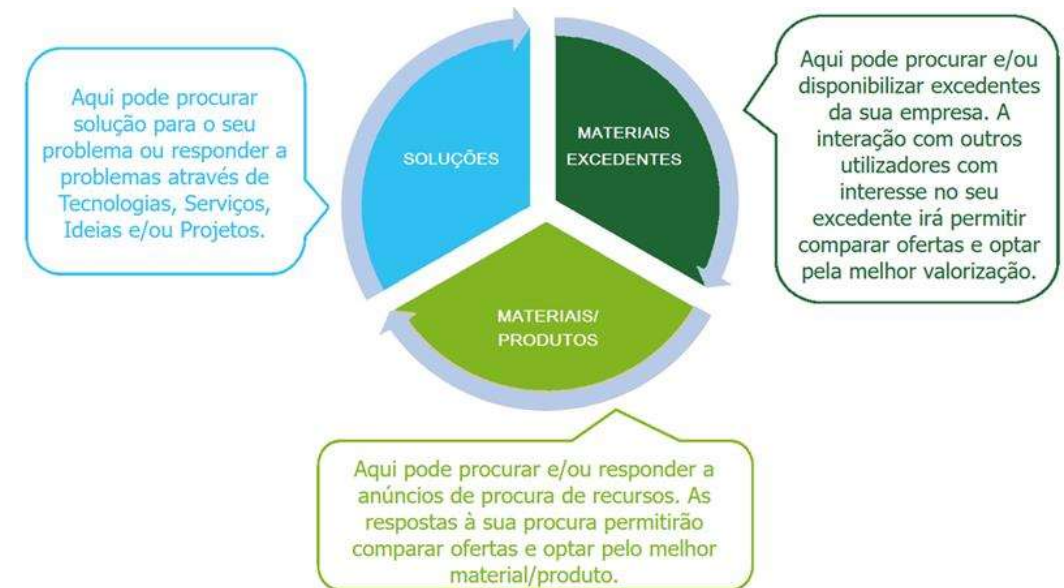 Aqui pode procurar
solução para o seu
problema ou responder a
problemas através de
Tecnologias, Serviços,
Ideias e/ou Projetos.
SOLUÇÕES
MATERIAIS
EXCEDENTES
Aqui pode procurar e/ou
disponibilizar excedentes
da sua empresa. A
interação com outros
utilizadores com
interesse no seu
excedente irá permitir
comparar ofertas e optar
pela melhor valorização.
MATERIAIS/
PRODUTOS
Aqui pode procurar e/ou responder a
anúncios de procura de recursos. As
respostas à sua procura permitirão
comparar ofertas e optar pelo melhor
material/produto.